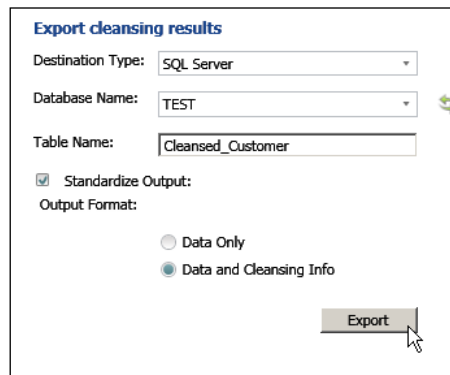 Export cleansing results
Destination Type: SQL Server
Database Name: TEST
Table Name: Cleansed_Customer
Standardize Output:
Output Format:
Data Only
Data and Cleansing Info
Export